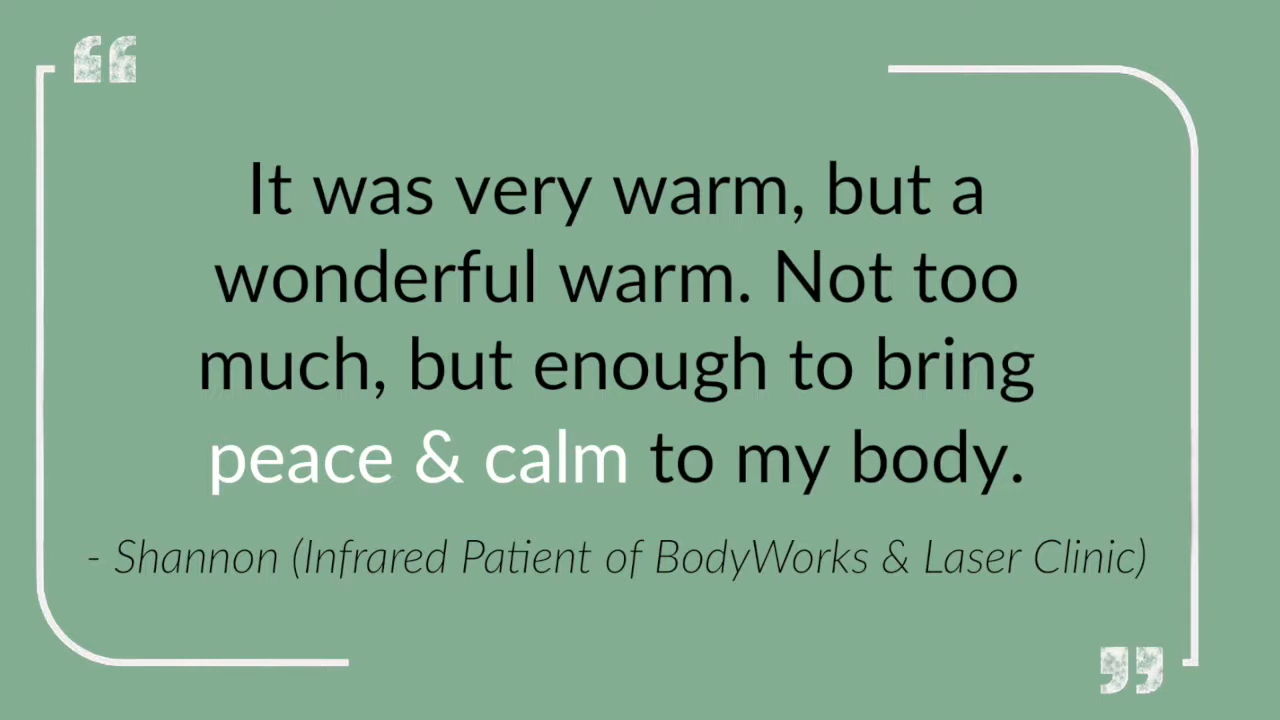 It was very warm, but a
wonderful warm. Not too
much, but enough to bring
peace & calm to my body.
- Shannon (Infrared Patient of BodyWorks & Laser Clinic)